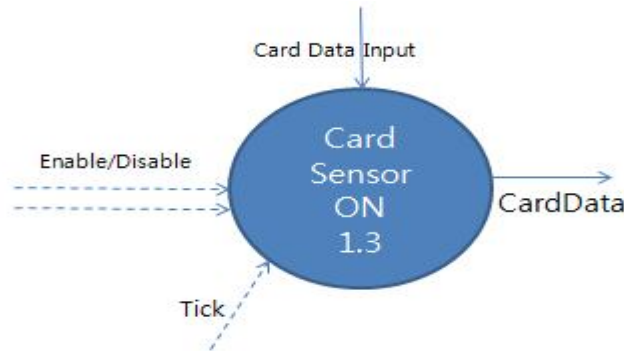 Card Data Input
Card
Sensor
ON
1.3
Enable/Disable
CardData
Tick